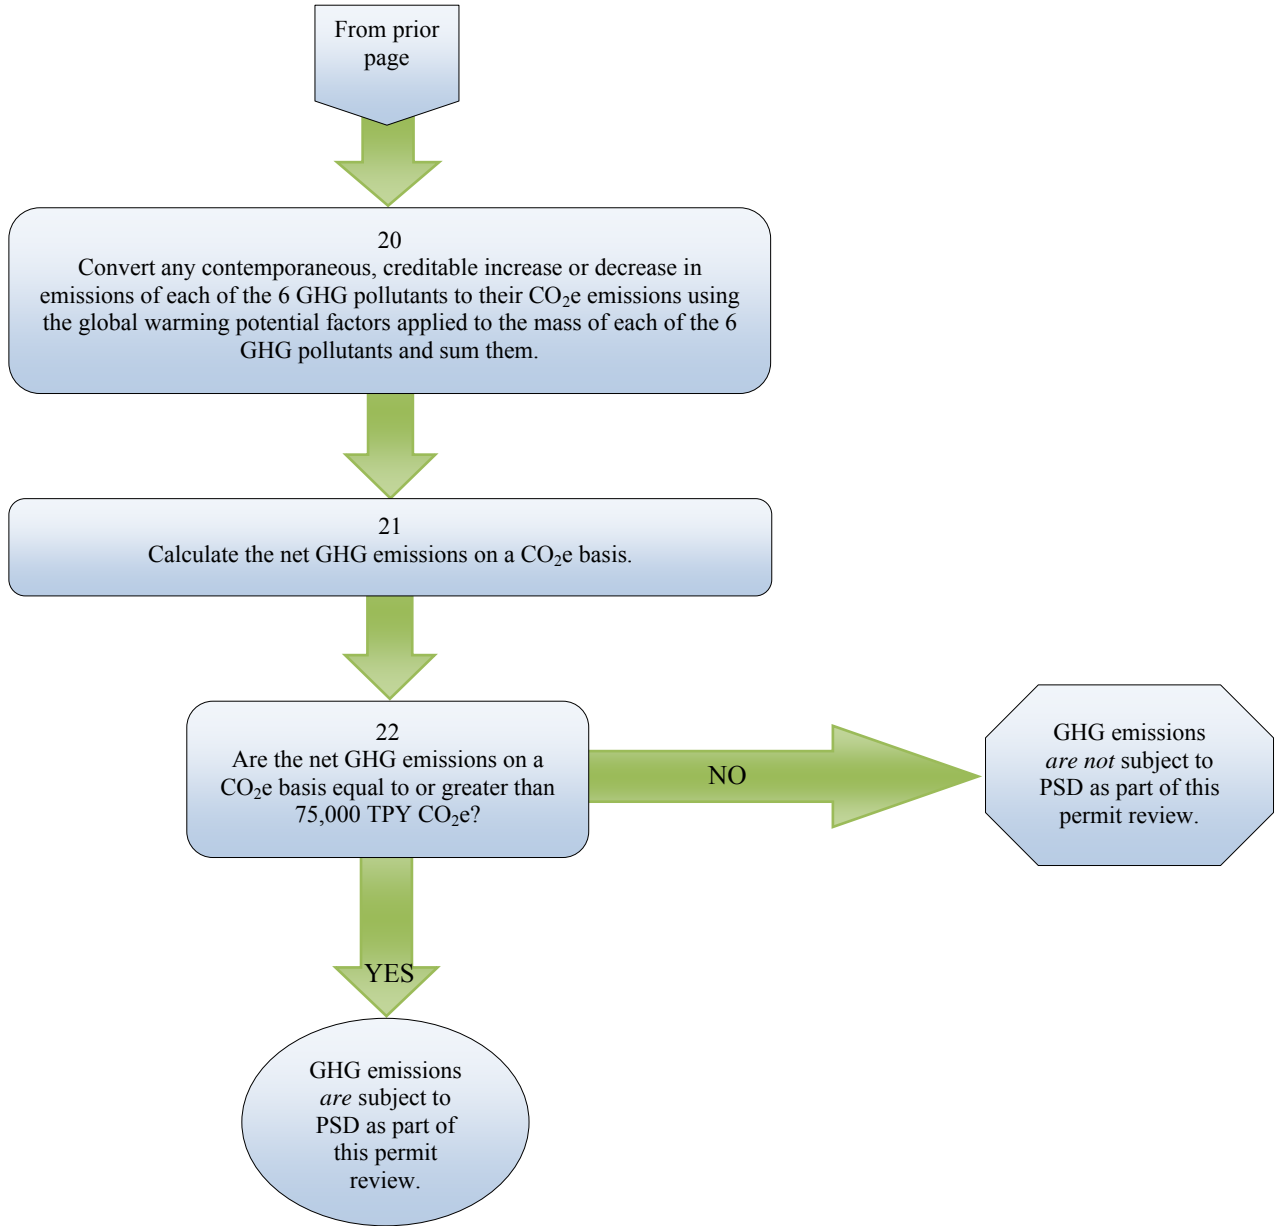 From prior
page
20
Convert any contemporaneous, creditable increase or decrease in
emissions of each of the 6 GHG pollutants to their CO₂e emissions using
the global warming potential factors applied to the mass of each of the 6
GHG pollutants and sum them.
21
Calculate the net GHG emissions on a CO₂e basis.
22
Are the net GHG emissions on a
CO₂e basis equal to or greater than
75,000 TPY CO₂e?
NO
GHG emissions
are not subject to
PSD as part of this
permit review.
YES
GHG emissions
are subject to
PSD as part of
this permit
review.